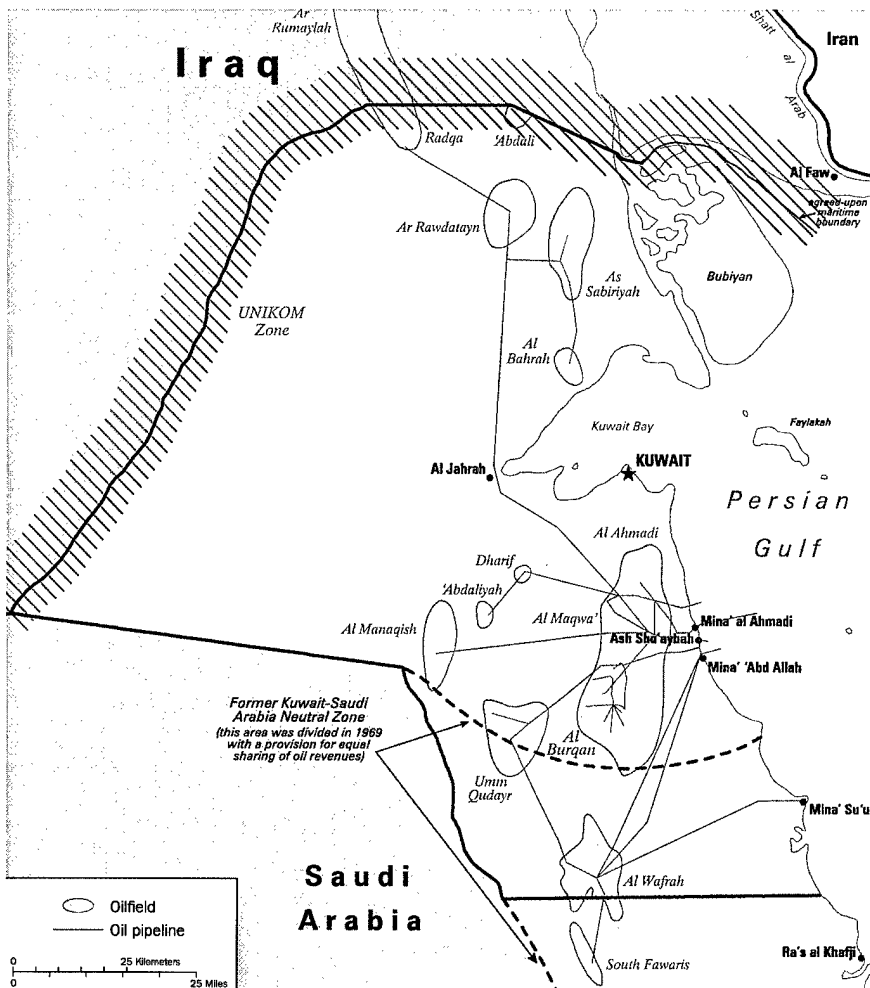 Ar
Rumaylah
Iraq
Shatt
al
Arab
Iran
Radqa
'Abdali
Al Faw
agreed-upon
maritime
boundary
Ar Rawdatayn
As
Sabiriyah
Bubiyan
UNIKOM
Zone
Al
Bahrah
Kuwait Bay
Faylakah
Al Jahrah
KUWAIT
Persian
Gulf
Al Ahmadi
Dharif
'Abdaliyah
Al Manaqish
Al Maqwa'
Mina' al Ahmadi
Ash Shu'aybah
Mina' 'Abd Allah
Former Kuwait-Saudi
Arabia Neutral Zone
(this area was divided in 1969
with a provision for equal
sharing of oil revenues)
Al
Burqan
Umm
Qudayr
Mina' Su'u
Saudi
Arabia
Al Wafrah
South Fawaris
Ra's al Khafji
Oilfield
Oil pipeline
0 25 Kilometers
0 25 Miles